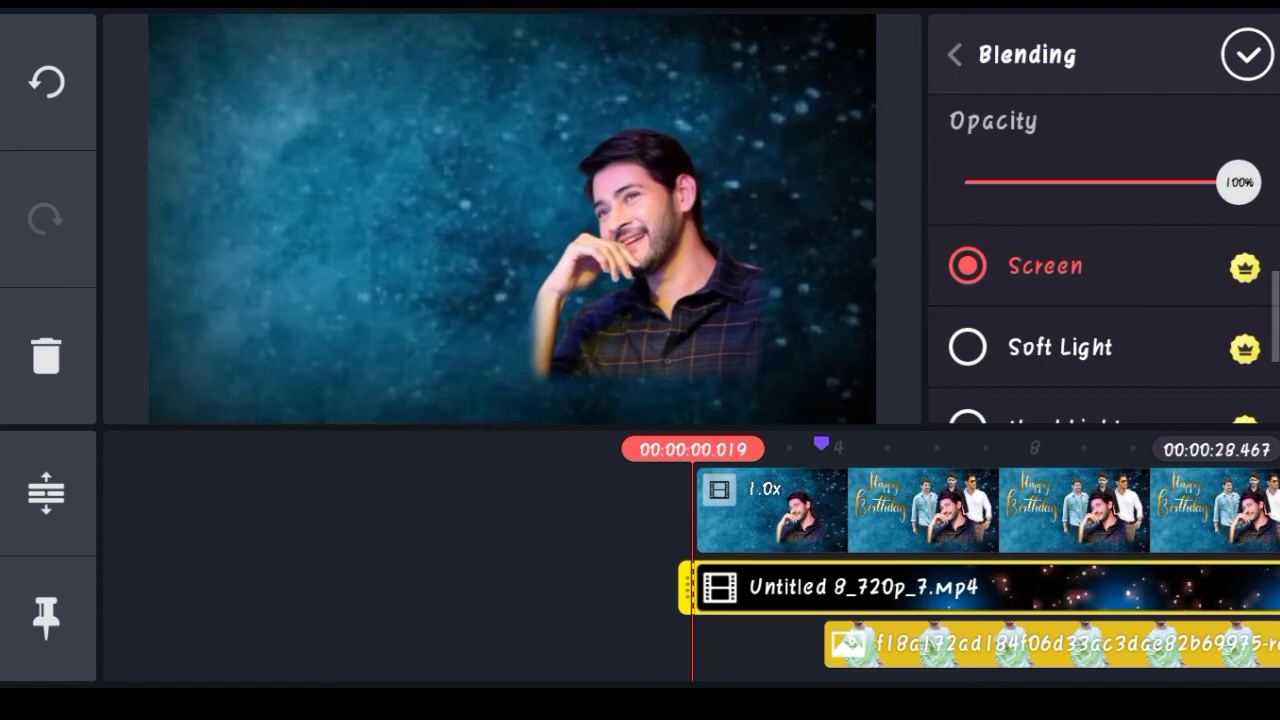 Blending
Opacity
100%
Screen
Soft Light
00:00:00.019
4
8
00:00:28.467
1.0x
Happy
Birthday
Happy
Birthday
Happy
Birthday
Untitled 8_720p_7.mp4